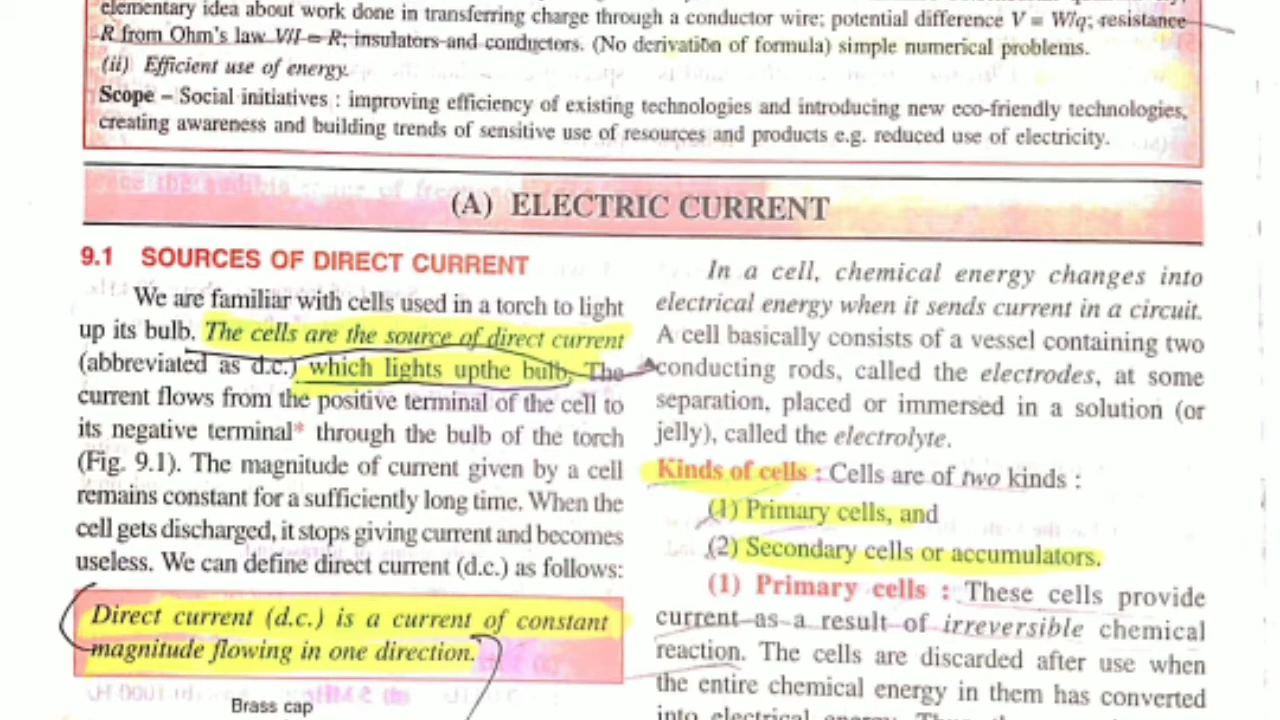 elementary idea about work done in transferring charge through a conductor wire; potential difference V = W/q; resistance
R from Ohm's law V/I = R; insulators and conductors. (No derivation of formula) simple numerical problems.
(ii) Efficient use of energy.
Scope – Social initiatives : improving efficiency of existing technologies and introducing new eco-friendly technologies,
creating awareness and building trends of sensitive use of resources and products e.g. reduced use of electricity.
(A) ELECTRIC CURRENT
9.1 SOURCES OF DIRECT CURRENT
We are familiar with cells used in a torch to light
up its bulb. The cells are the source of direct current
(abbreviated as d.c.) which lights upthe bulb. The
current flows from the positive terminal of the cell to
its negative terminal* through the bulb of the torch
(Fig. 9.1). The magnitude of current given by a cell
remains constant for a sufficiently long time. When the
cell gets discharged, it stops giving current and becomes
useless. We can define direct current (d.c.) as follows:
Direct current (d.c.) is a current of constant
magnitude flowing in one direction.
Brass cap
In a cell, chemical energy changes into
electrical energy when it sends current in a circuit.
A cell basically consists of a vessel containing two
conducting rods, called the electrodes, at some
separation, placed or immersed in a solution (or
jelly), called the electrolyte.
Kinds of cells : Cells are of two kinds :
(1) Primary cells, and
(2) Secondary cells or accumulators.
(1) Primary cells : These cells provide
current as a result of irreversible chemical
reaction. The cells are discarded after use when
the entire chemical energy in them has converted
into electrical energy.